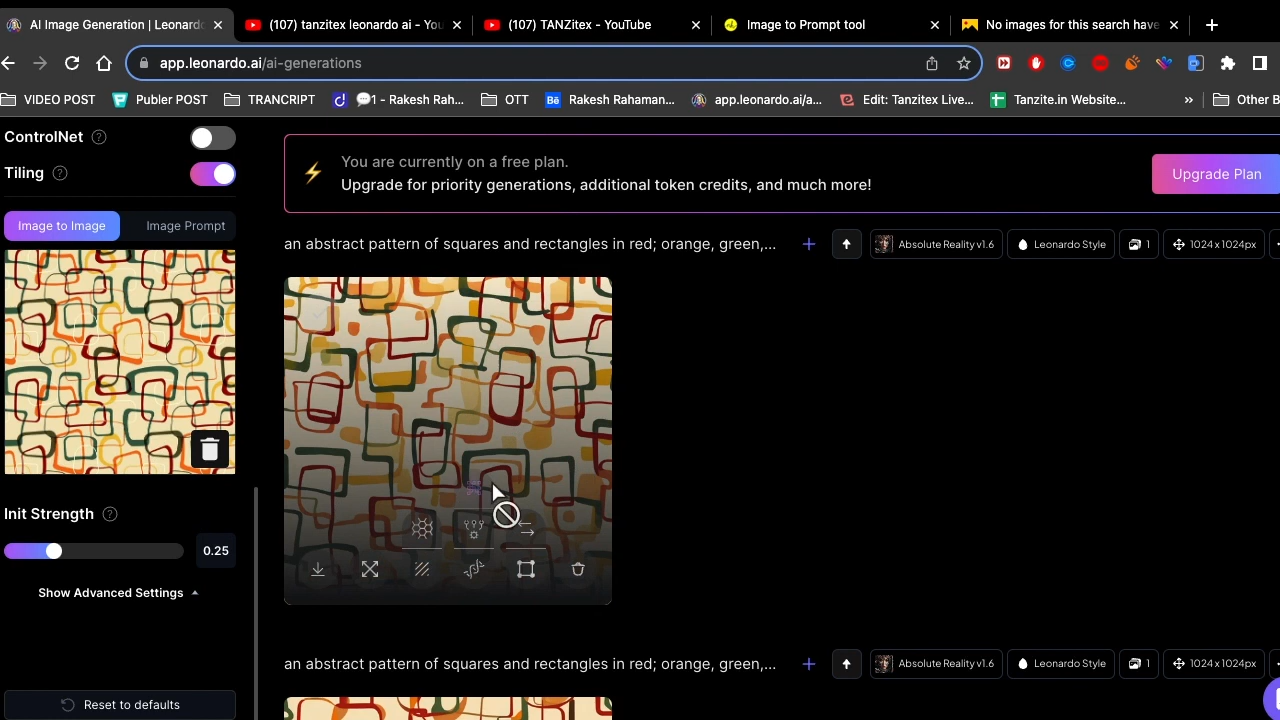 AI Image Generation | Leonardo
(107) tanzitex leonardo ai - You
(107) TANZitex - YouTube
Image to Prompt tool
No images for this search have
app.leonardo.ai/ai-generations
VIDEO POST
Publer POST
TRANCRIPT
1 - Rakesh Rah...
OTT
Bē Rakesh Rahaman...
app.leonardo.ai/a...
Edit: Tanzitex Live...
Tanzite.in Website...
»
Other B
ControlNet ?
Tiling ?
Image to Image
Image Prompt
Init Strength ?
0.25
Show Advanced Settings
Reset to defaults
You are currently on a free plan.
Upgrade for priority generations, additional token credits, and much more!
Upgrade Plan
an abstract pattern of squares and rectangles in red; orange, green,...
Absolute Reality v1.6
Leonardo Style
1
1024 x 1024px
an abstract pattern of squares and rectangles in red; orange, green,...
Absolute Reality v1.6
Leonardo Style
1
1024 x 1024px